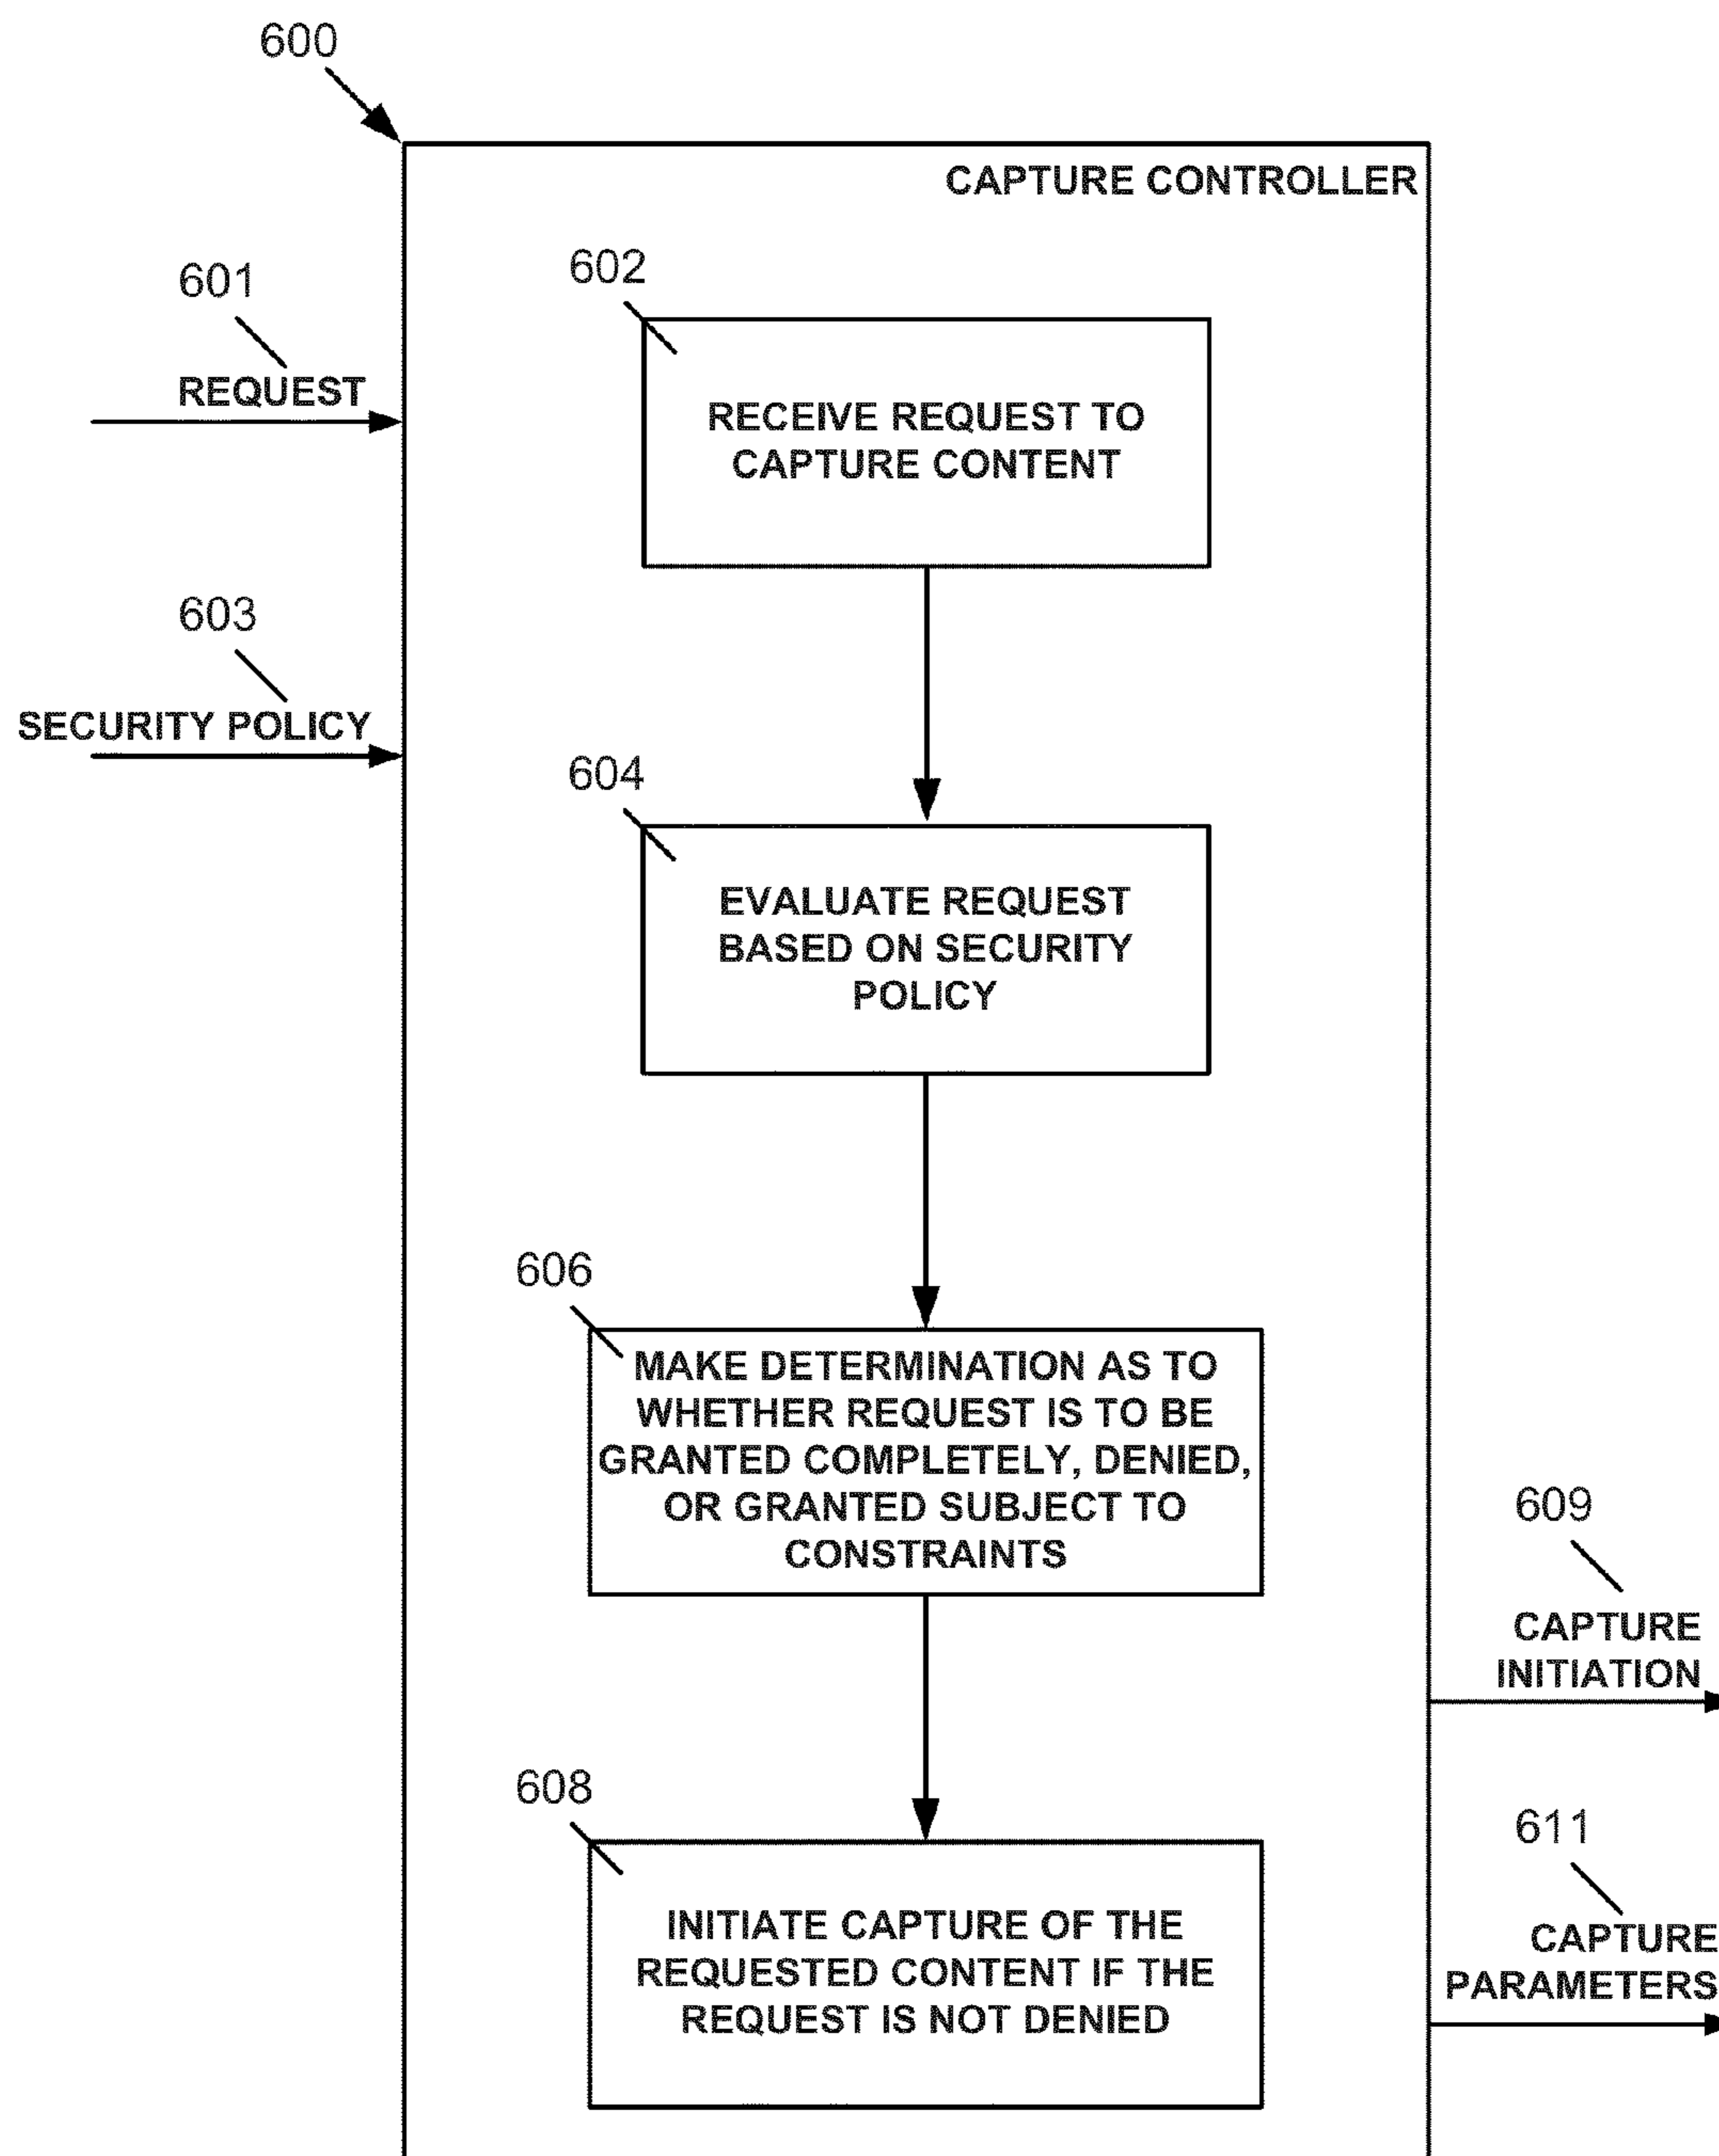 600
CAPTURE CONTROLLER
601
REQUEST
602
RECEIVE REQUEST TO
CAPTURE CONTENT
603
SECURITY POLICY
604
EVALUATE REQUEST
BASED ON SECURITY
POLICY
606
MAKE DETERMINATION AS TO
WHETHER REQUEST IS TO BE
GRANTED COMPLETELY, DENIED,
OR GRANTED SUBJECT TO
CONSTRAINTS
609
CAPTURE
INITIATION
608
INITIATE CAPTURE OF THE
REQUESTED CONTENT IF THE
REQUEST IS NOT DENIED
611
CAPTURE
PARAMETERS